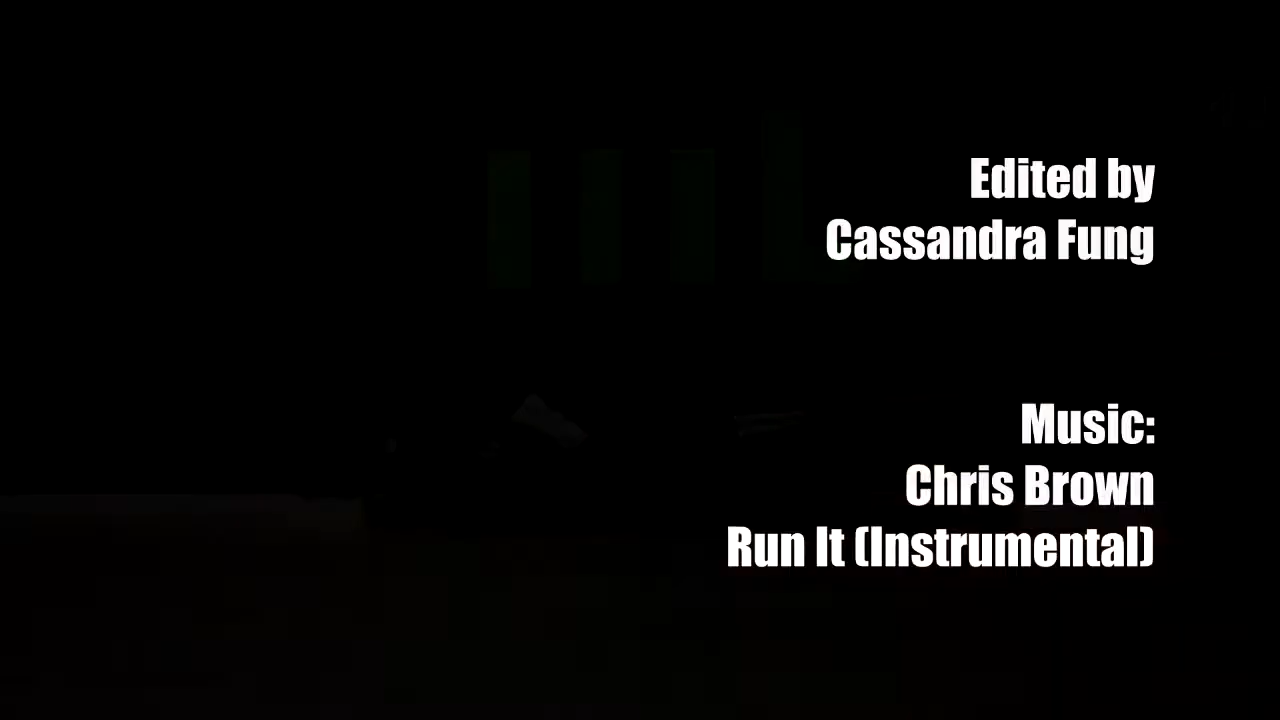 Edited by
Cassandra Fung
Music:
Chris Brown
Run It (Instrumental)